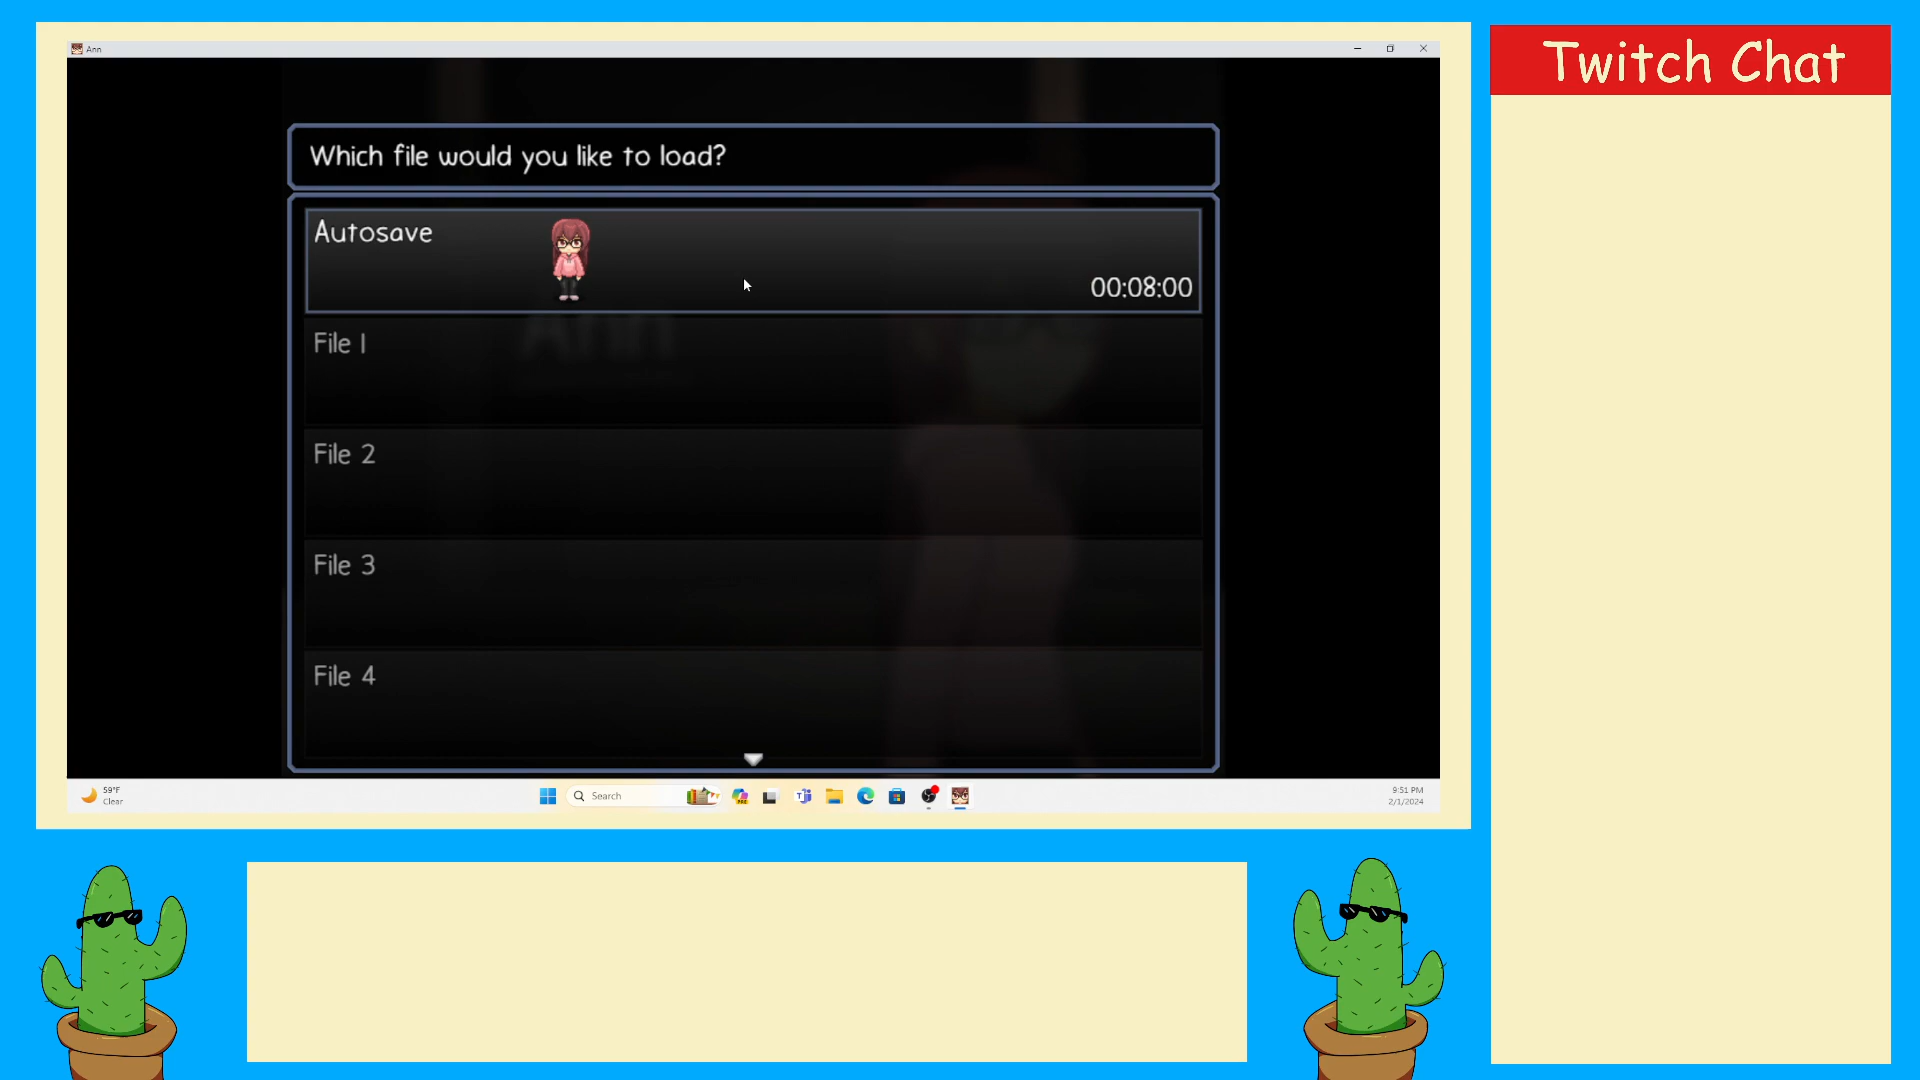 Ann
Twitch Chat
Which file would you like to load?
Autosave
00:08:00
Ann
File 1
File 2
File 3
File 4
59°F
Clear
Search
9:51 PM
2/1/2024